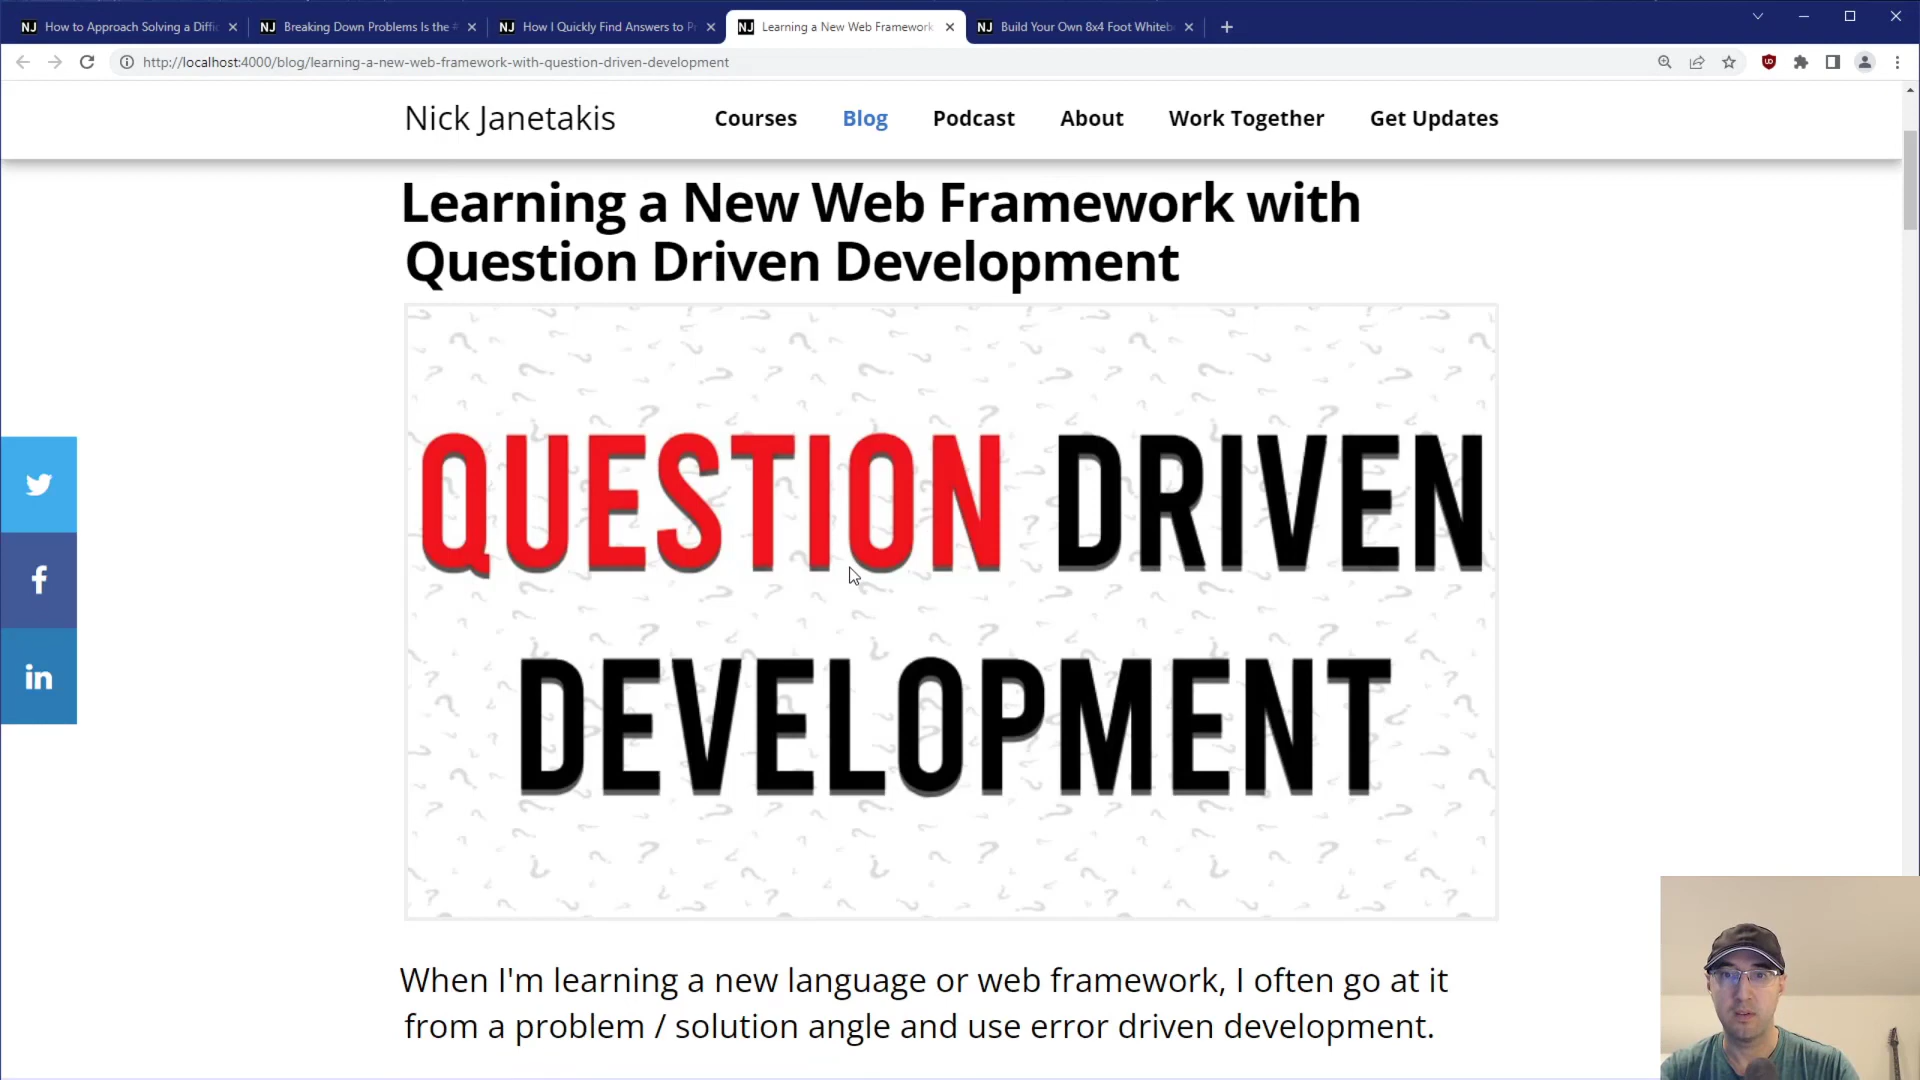 NJ How to Approach Solving a Diffic
NJ Breaking Down Problems Is the #
NJ How I Quickly Find Answers to P
NJ Learning a New Web Framework
NJ Build Your Own 8x4 Foot Whiteb
http://localhost:4000/blog/learning-a-new-web-framework-with-question-driven-development
Nick Janetakis
Courses
Blog
Podcast
About
Work Together
Get Updates
Learning a New Web Framework with
Question Driven Development
QUESTION DRIVEN
DEVELOPMENT
When I'm learning a new language or web framework, I often go at it
from a problem / solution angle and use error driven development.